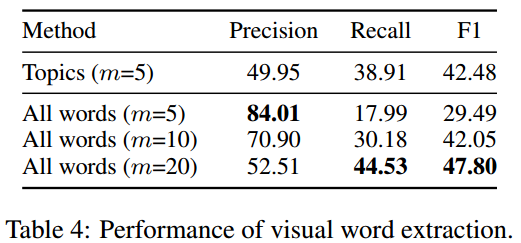 Method Precision Recall F1
Topics (m=5) 49.95 38.91 42.48
All words (m=5) 84.01 17.99 29.49
All words (m=10) 70.90 30.18 42.05
All words (m=20) 52.51 44.53 47.80
Table 4: Performance of visual word extraction.